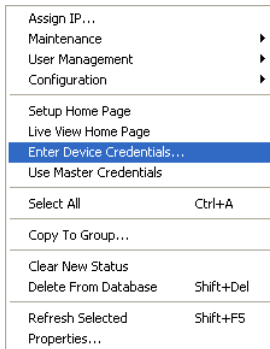 Assign IP...
Maintenance
User Management
Configuration
Setup Home Page
Live View Home Page
Enter Device Credentials...
Use Master Credentials
Select All Ctrl+A
Copy To Group...
Clear New Status
Delete From Database Shift+Del
Refresh Selected Shift+F5
Properties...